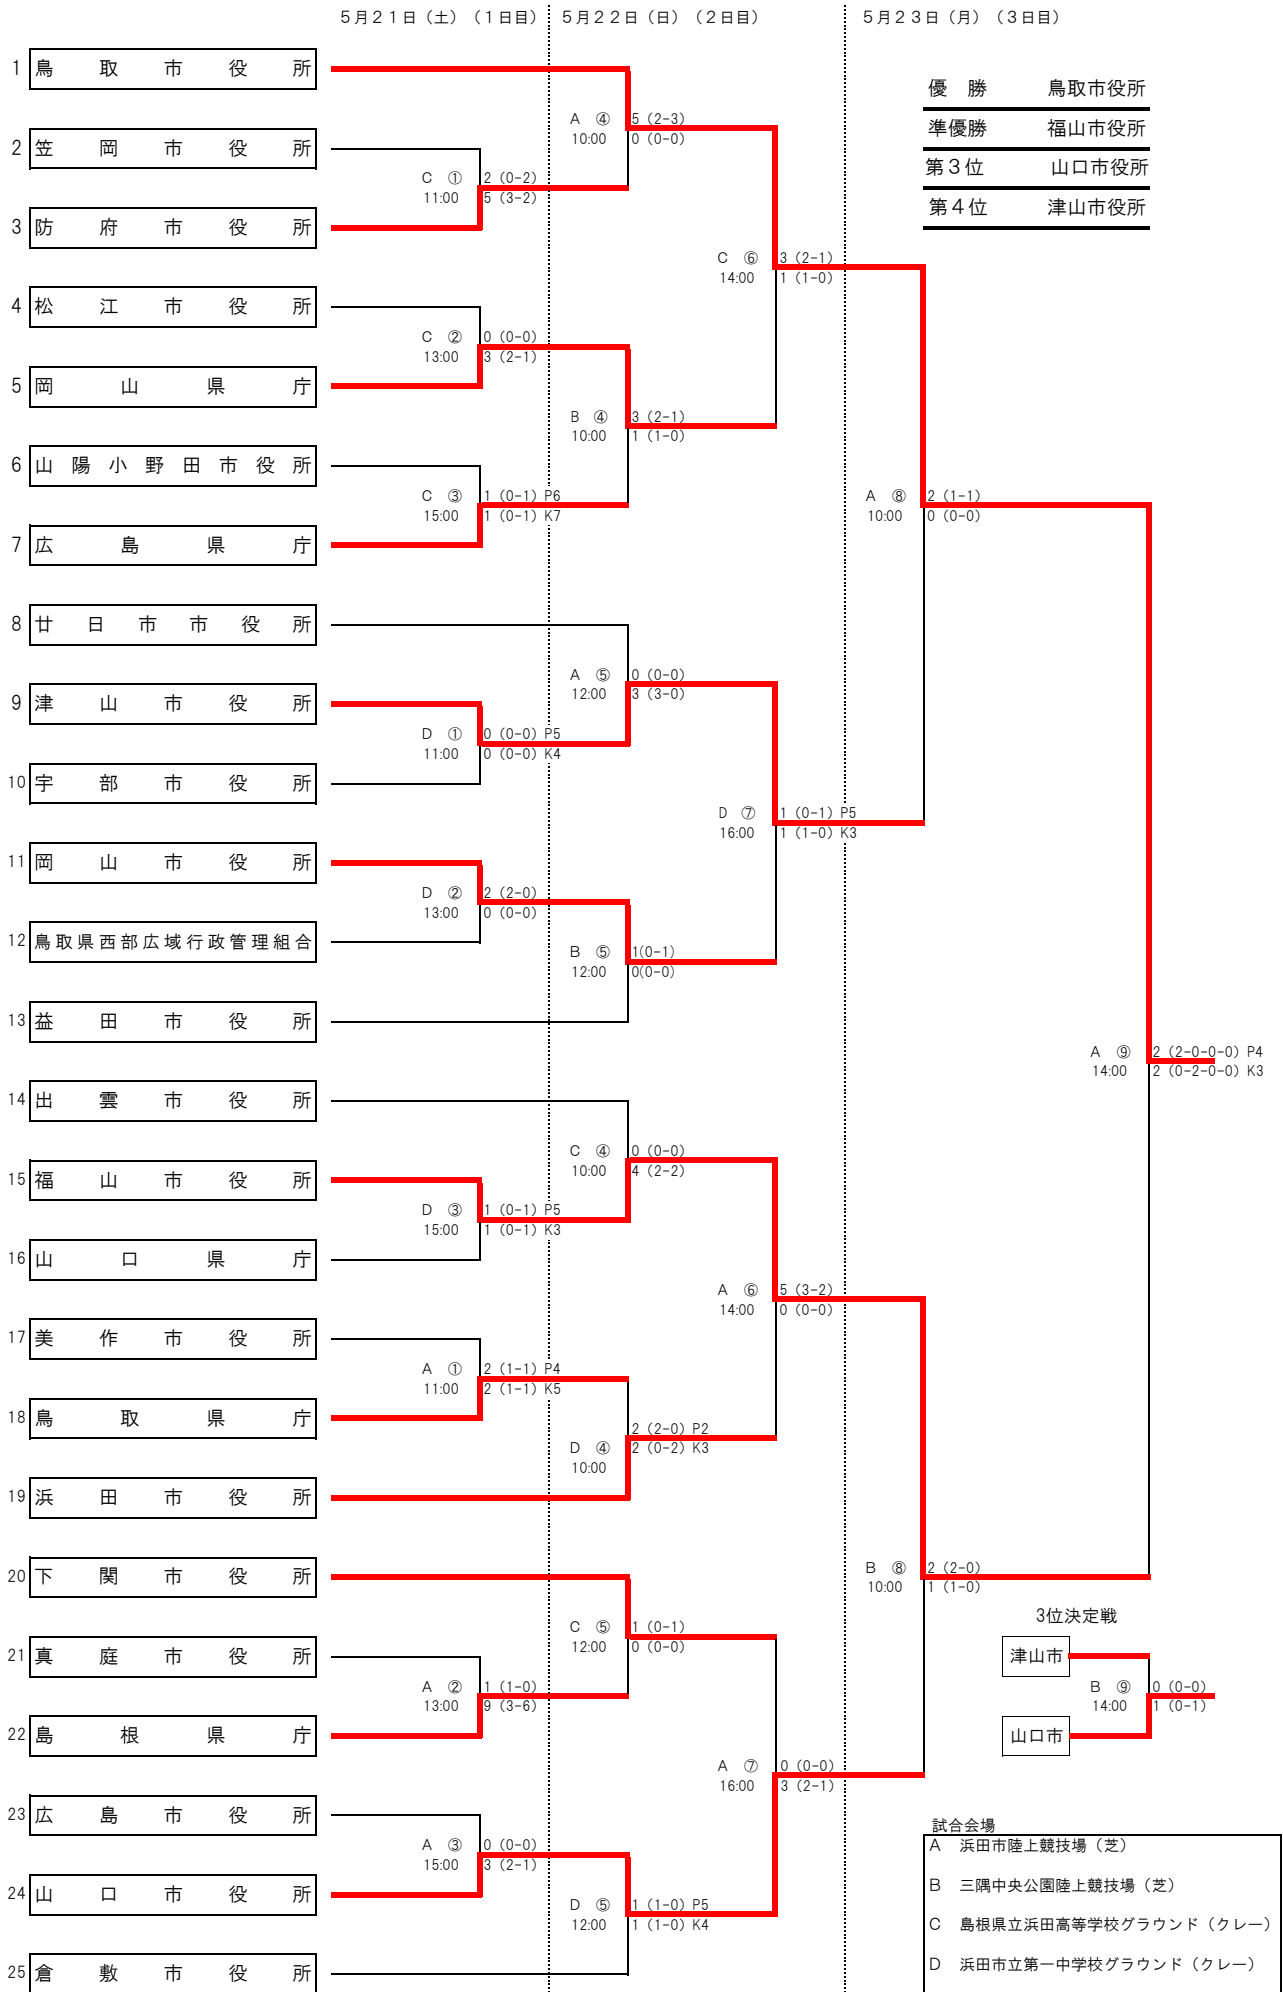 ５月２１日（土）（１日目）
５月２２日（日）（２日目）
５月２３日（月）（３日目）
1 鳥取市役所
優　勝　鳥取市役所
準優勝　福山市役所
第３位　山口市役所
第４位　津山市役所
A ④ 5 (2-3)
10:00 0 (0-0)
2 笠岡市役所
C ① 2 (0-2)
11:00 5 (3-2)
3 防府市役所
C ⑥ 3 (2-1)
14:00 1 (1-0)
4 松江市役所
C ② 0 (0-0)
13:00 3 (2-1)
5 岡山県庁
B ④ 3 (2-1)
10:00 1 (1-0)
6 山陽小野田市役所
C ③ 1 (0-1) P6
15:00 1 (0-1) K7
A ⑧ 2 (1-1)
10:00 0 (0-0)
7 広島県庁
8 廿日市市役所
A ⑤ 0 (0-0)
12:00 3 (3-0)
9 津山市役所
D ① 0 (0-0) P5
11:00 0 (0-0) K4
10 宇部市役所
D ⑦ 1 (0-1) P5
16:00 1 (1-0) K3
11 岡山市役所
D ② 2 (2-0)
13:00 0 (0-0)
12 鳥取県西部広域行政管理組合
B ⑤ 1(0-1)
12:00 0(0-0)
13 益田市役所
A ⑨ 2 (2-0-0-0) P4
14:00 2 (0-2-0-0) K3
14 出雲市役所
C ④ 0 (0-0)
10:00 4 (2-2)
15 福山市役所
D ③ 1 (0-1) P5
15:00 1 (0-1) K3
16 山口県庁
A ⑥ 5 (3-2)
14:00 0 (0-0)
17 美作市役所
A ① 2 (1-1) P4
11:00 2 (1-1) K5
18 鳥取県庁
2 (2-0) P2
D ④ 2 (0-2) K3
10:00
19 浜田市役所
20 下関市役所
B ⑧ 2 (2-0)
10:00 1 (1-0)
3位決定戦
C ⑤ 1 (0-1)
12:00 0 (0-0)
21 真庭市役所
津山市
A ② 1 (1-0)
13:00 9 (3-6)
B ⑨ 0 (0-0)
14:00 1 (0-1)
22 島根県庁
山口市
A ⑦ 0 (0-0)
16:00 3 (2-1)
23 広島市役所
試合会場
A　浜田市陸上競技場（芝）
A ③ 0 (0-0)
15:00 3 (2-1)
B　三隅中央公園陸上競技場（芝）
24 山口市役所
D ⑤ 1 (1-0) P5
12:00 1 (1-0) K4
C　島根県立浜田高等学校グラウンド（クレー）
D　浜田市立第一中学校グラウンド（クレー）
25 倉敷市役所